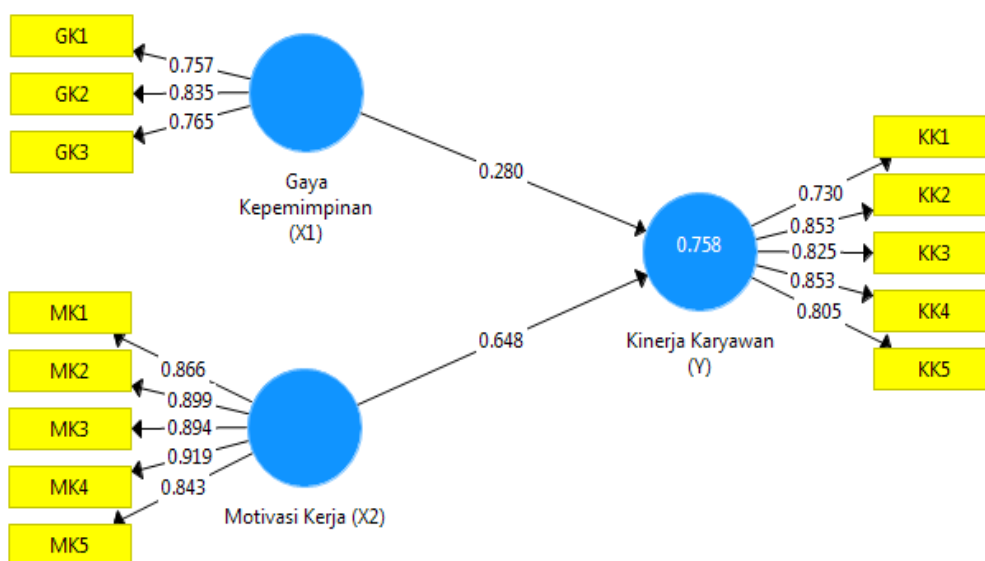 GK1
0.757
GK2
0.835
0.765
GK3
Gaya
Kepemimpinan
(X1)
0.280
MK1
0.866
MK2
0.899
MK3
0.894
MK4
0.919
0.843
MK5
Motivasi Kerja (X2)
0.648
0.758
Kinerja Karyawan
(Y)
KK1
0.730
KK2
0.853
KK3
0.825
KK4
0.853
0.805
KK5